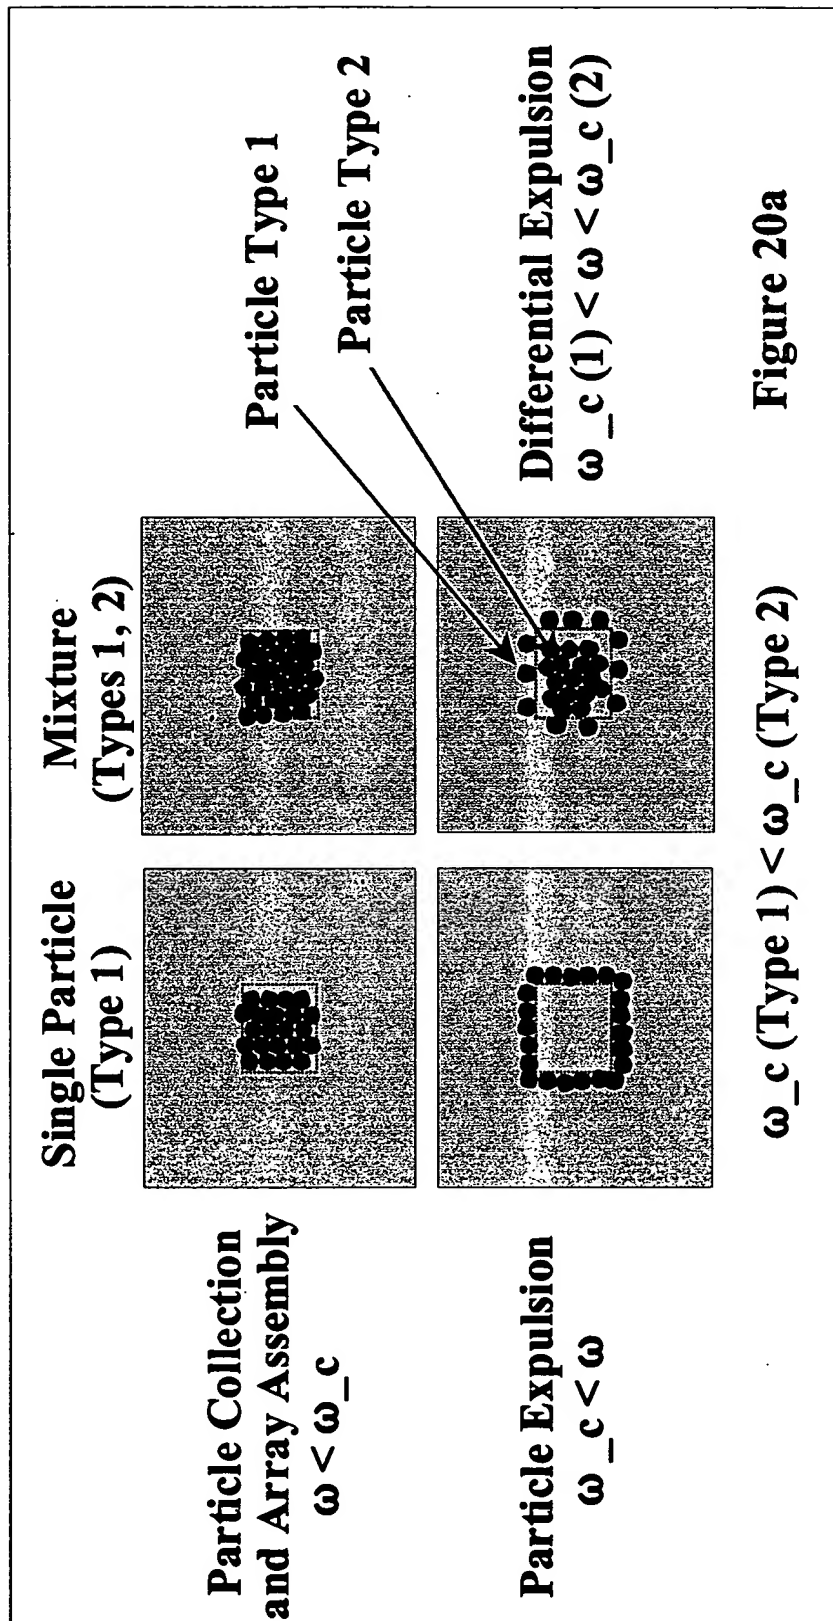 Single Particle
(Type 1)
Mixture
(Types 1, 2)
Particle Collection
and Array Assembly
ω < ω_c
Particle Type 1
Particle Type 2
Particle Expulsion
ω_c < ω
Differential Expulsion
ω_c (1) < ω < ω_c (2)
ω_c (Type 1) < ω_c (Type 2)
Figure 20a